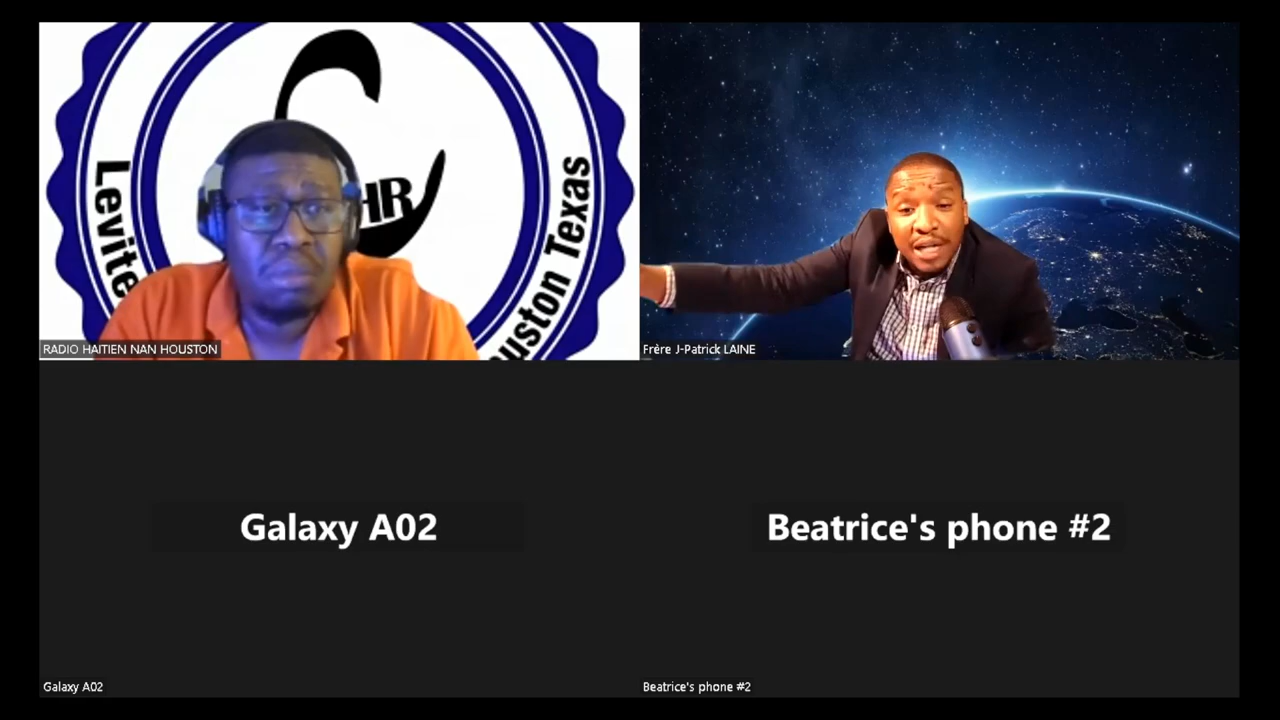 Levite
HR
Houston Texas
RADIO HAITIEN NAN HOUSTON
Frère J-Patrick LAINE
Galaxy A02
Beatrice's phone #2
Galaxy A02
Beatrice's phone #2